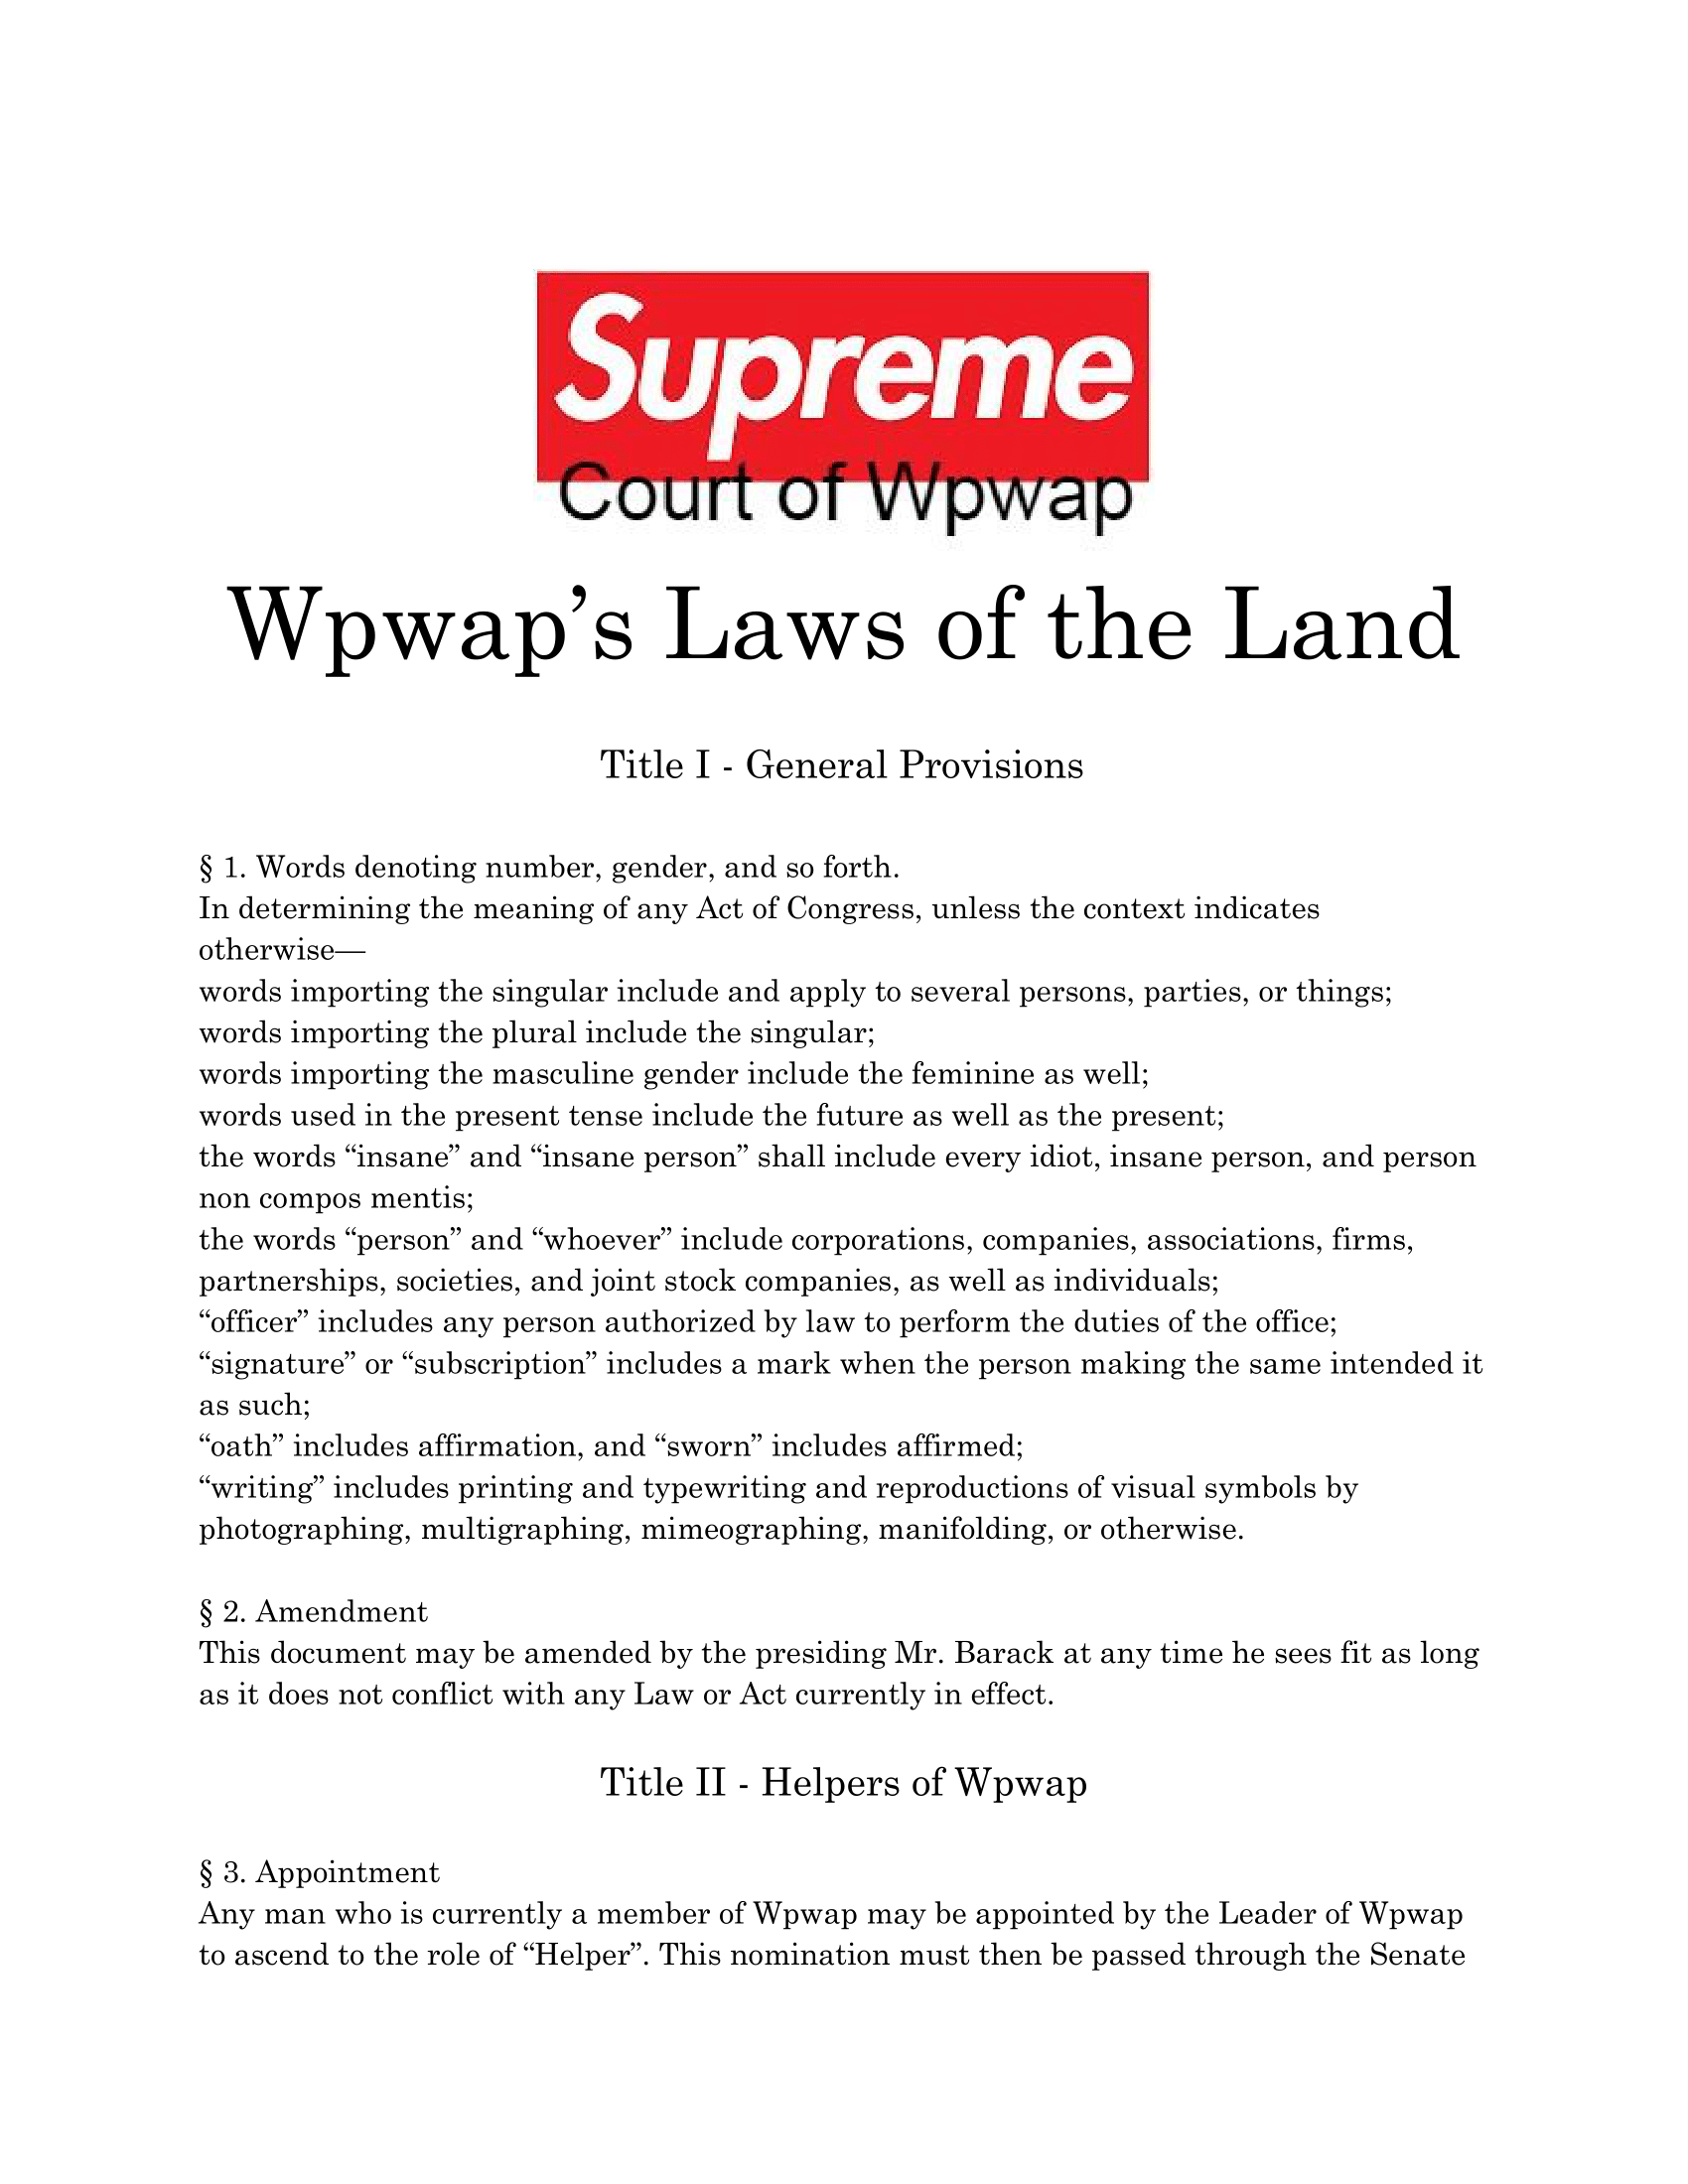 Supreme
Court of Wpwap
Wpwap’s Laws of the Land
Title I - General Provisions
§ 1. Words denoting number, gender, and so forth.
In determining the meaning of any Act of Congress, unless the context indicates
otherwise—
words importing the singular include and apply to several persons, parties, or things;
words importing the plural include the singular;
words importing the masculine gender include the feminine as well;
words used in the present tense include the future as well as the present;
the words “insane” and “insane person” shall include every idiot, insane person, and person
non compos mentis;
the words “person” and “whoever” include corporations, companies, associations, firms,
partnerships, societies, and joint stock companies, as well as individuals;
“officer” includes any person authorized by law to perform the duties of the office;
“signature” or “subscription” includes a mark when the person making the same intended it
as such;
“oath” includes affirmation, and “sworn” includes affirmed;
“writing” includes printing and typewriting and reproductions of visual symbols by
photographing, multigraphing, mimeographing, manifolding, or otherwise.
§ 2. Amendment
This document may be amended by the presiding Mr. Barack at any time he sees fit as long
as it does not conflict with any Law or Act currently in effect.
Title II - Helpers of Wpwap
§ 3. Appointment
Any man who is currently a member of Wpwap may be appointed by the Leader of Wpwap
to ascend to the role of “Helper”. This nomination must then be passed through the Senate